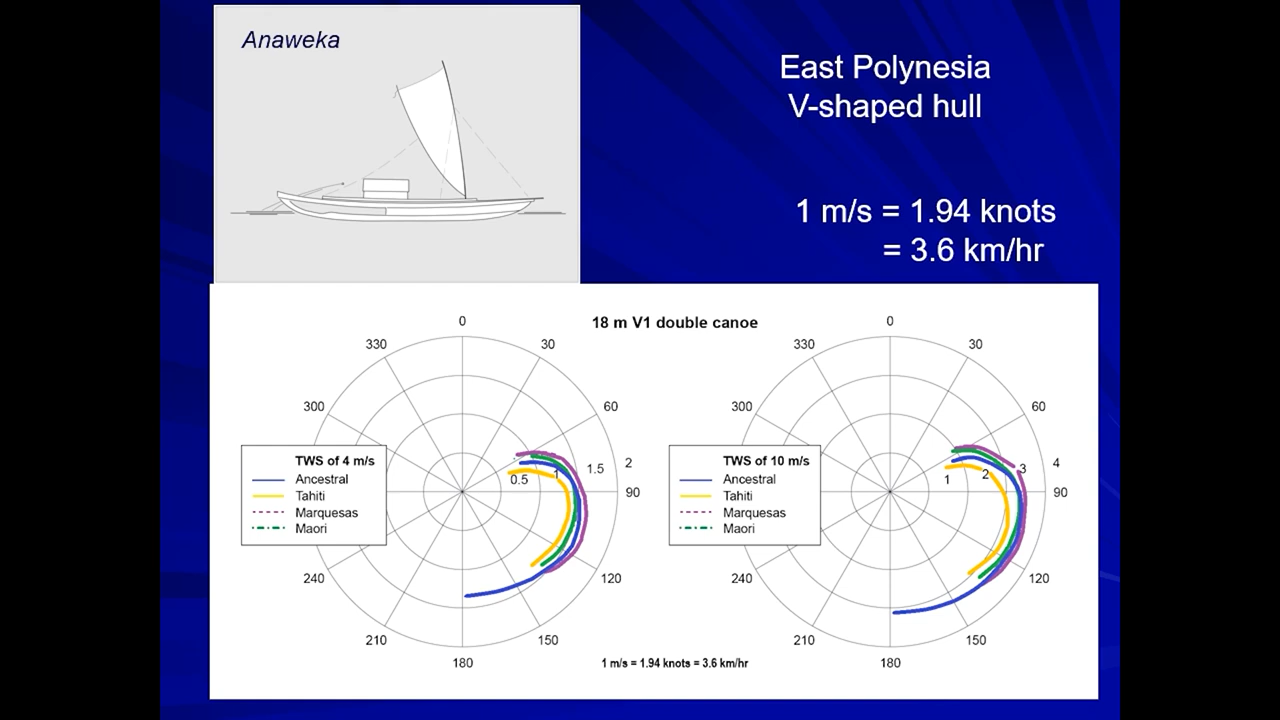 Anaweka
East Polynesia
V-shaped hull
1 m/s = 1.94 knots
= 3.6 km/hr
18 m V1 double canoe
0
330
30
300
60
TWS of 4 m/s
Ancestral
Tahiti
Marquesas
Maori
0.5
1
1.5
2
90
240
120
210
150
180
0
330
30
300
60
TWS of 10 m/s
Ancestral
Tahiti
Marquesas
Maori
1
2
3
4
90
240
120
210
150
180
1 m/s = 1.94 knots = 3.6 km/hr